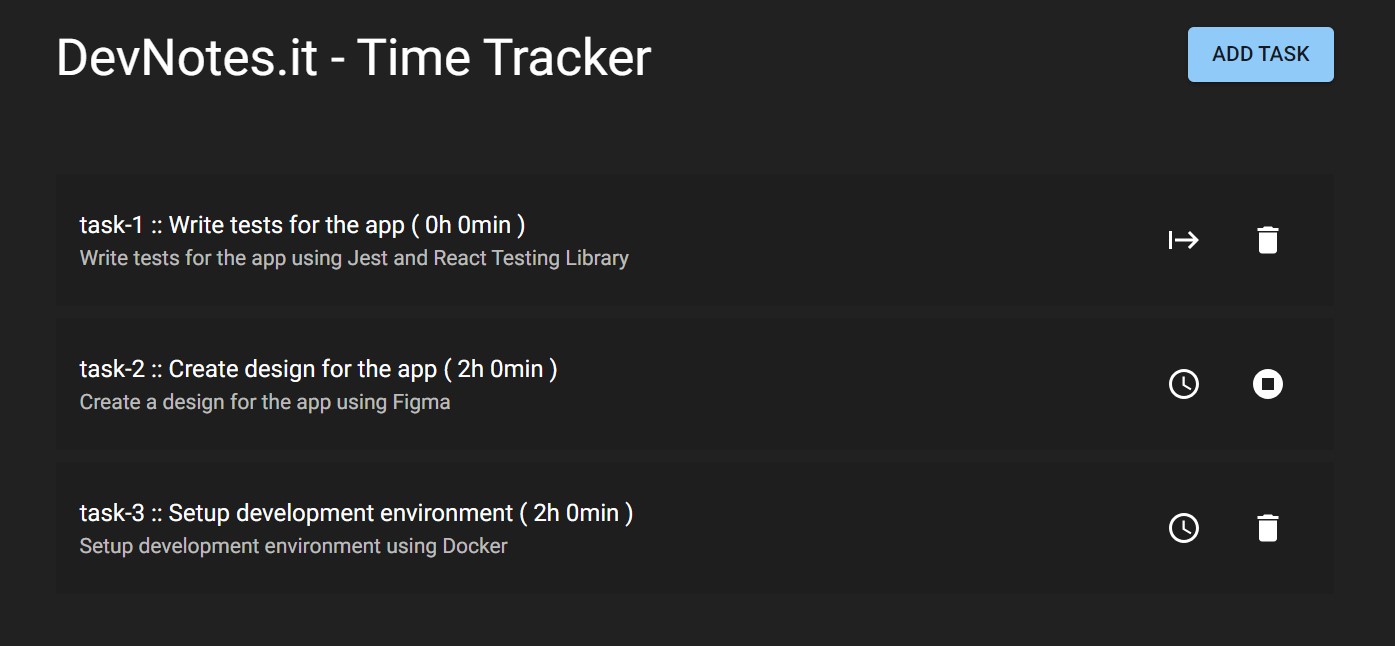 DevNotes.it - Time Tracker
ADD TASK
task-1 :: Write tests for the app ( 0h 0min )
Write tests for the app using Jest and React Testing Library
task-2 :: Create design for the app ( 2h 0min )
Create a design for the app using Figma
task-3 :: Setup development environment ( 2h 0min )
Setup development environment using Docker